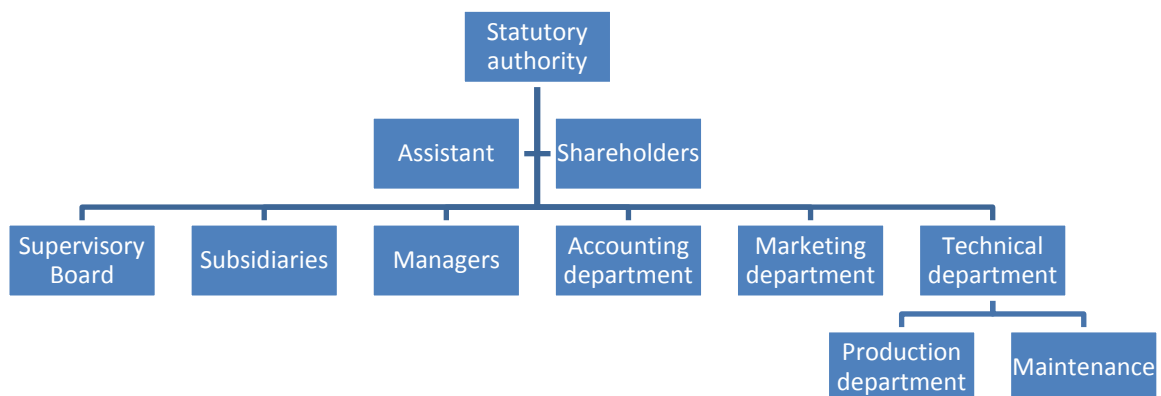 Statutory
authority
Assistant
Shareholders
Supervisory
Board
Subsidiaries
Managers
Accounting
department
Marketing
department
Technical
department
Production
department
Maintenance